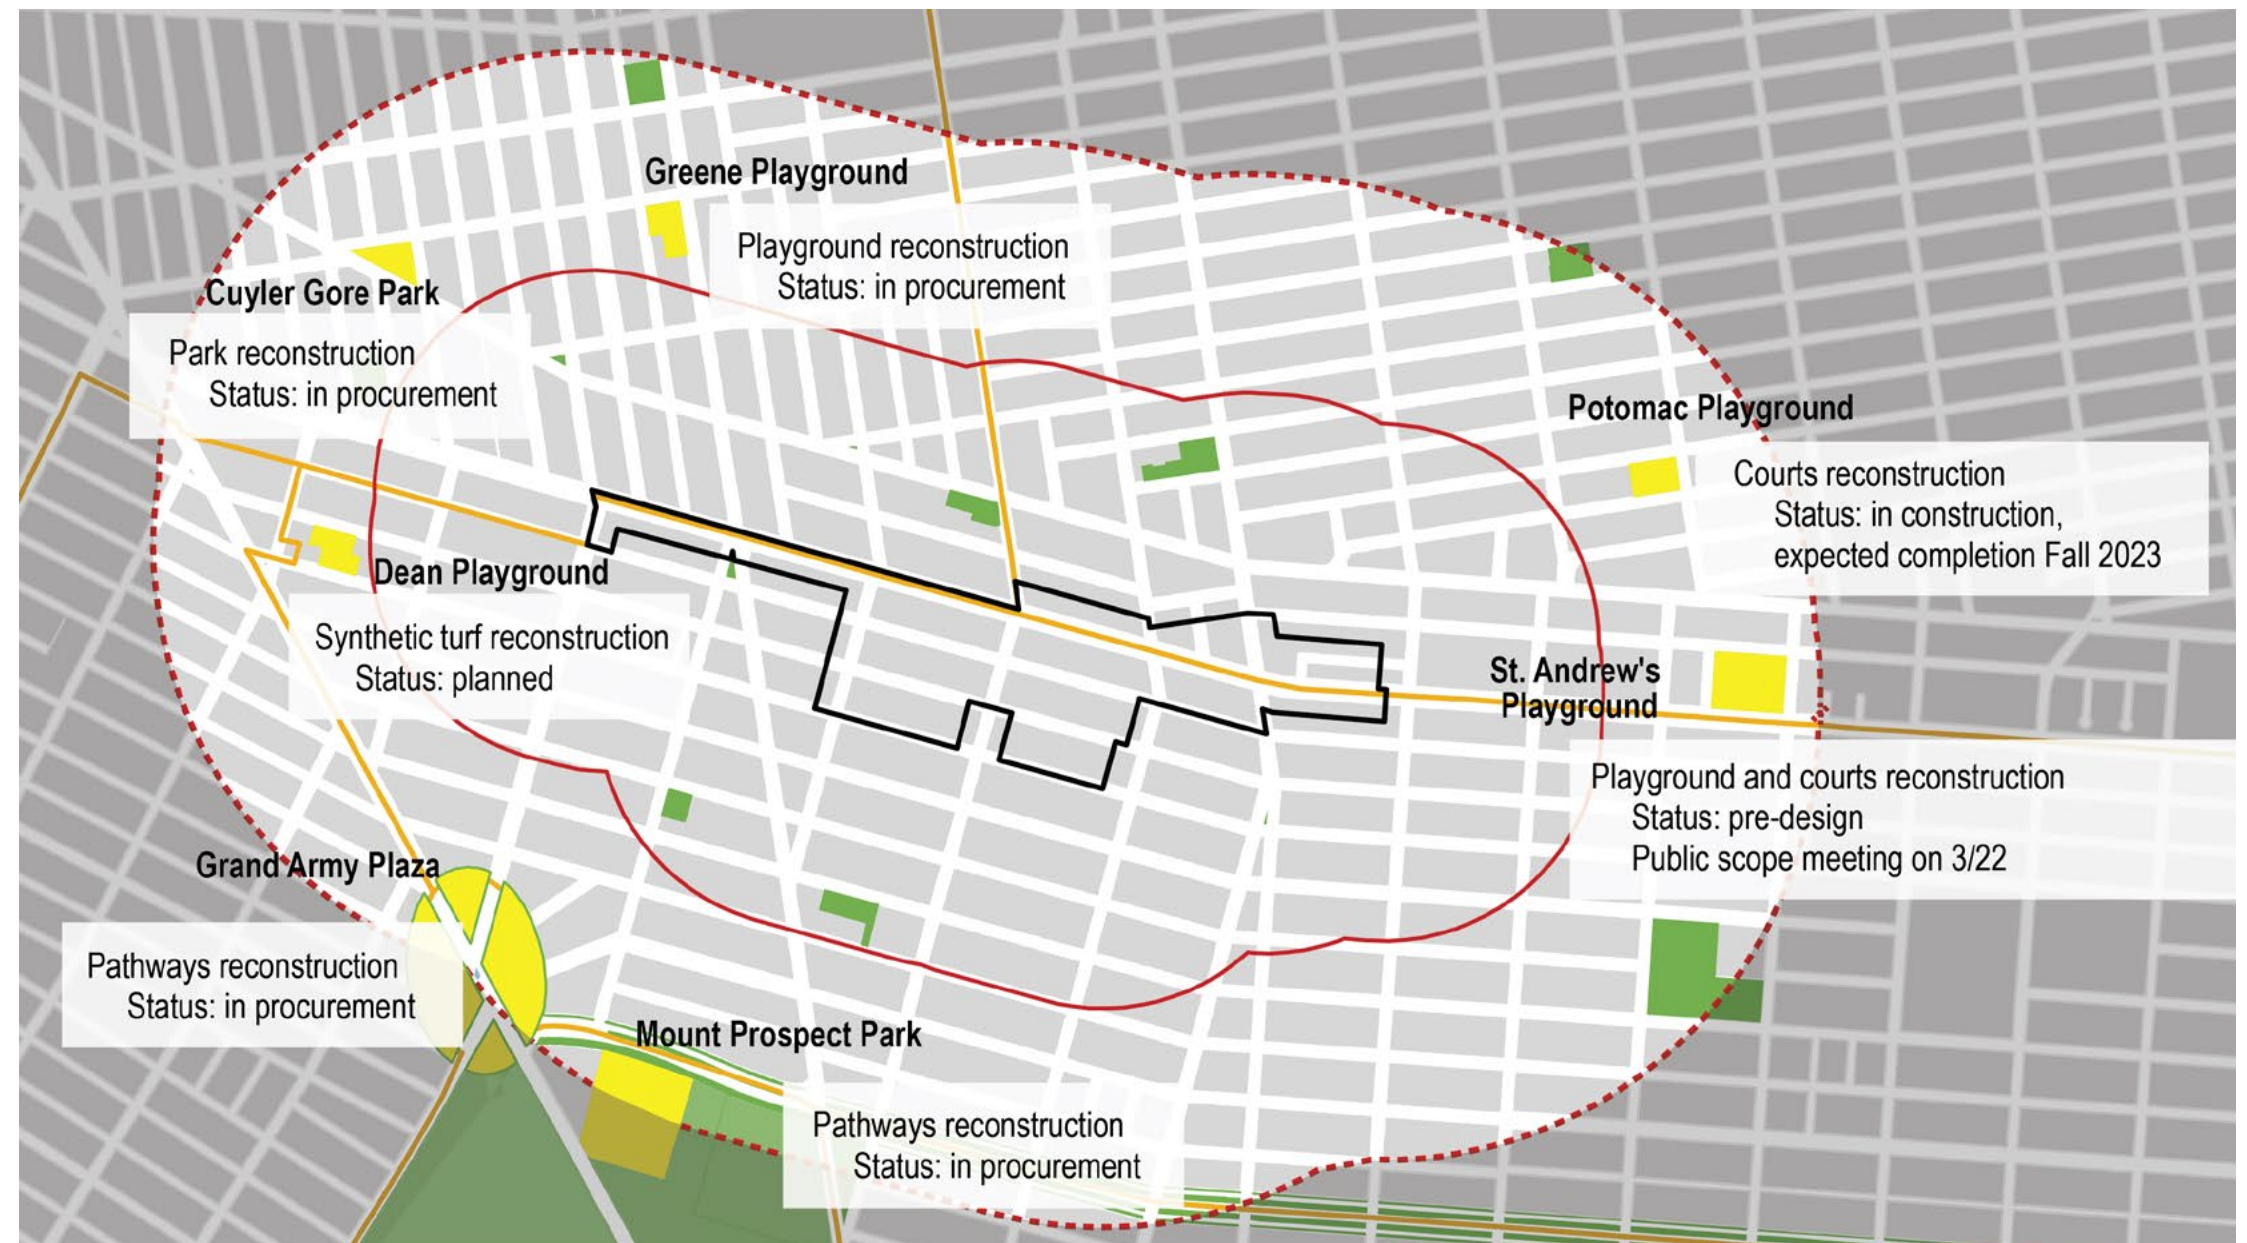 Greene Playground
Playground reconstruction
Status: in procurement
Cuyler Gore Park
Park reconstruction
Status: in procurement
Potomac Playground
Courts reconstruction
Status: in construction,
expected completion Fall 2023
Dean Playground
Synthetic turf reconstruction
Status: planned
St. Andrew's
Playground
Playground and courts reconstruction
Status: pre-design
Public scope meeting on 3/22
Grand Army Plaza
Pathways reconstruction
Status: in procurement
Mount Prospect Park
Pathways reconstruction
Status: in procurement